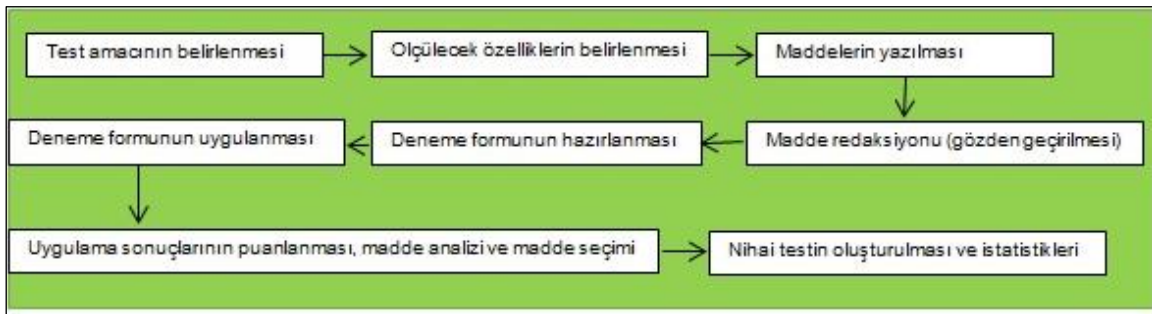 Test amacının belirlenmesi
Olçülecek özelliklerin belirlenmesi
Maddelerin yazılması
Madde redaksiyonu (gözden geçirilmesi)
Deneme formunun hazırlanması
Deneme formunun uygulanması
Uygulama sonuçlarının puanlanması, madde analizi ve madde seçimi
Nihai testin oluşturulması ve istatistikleri